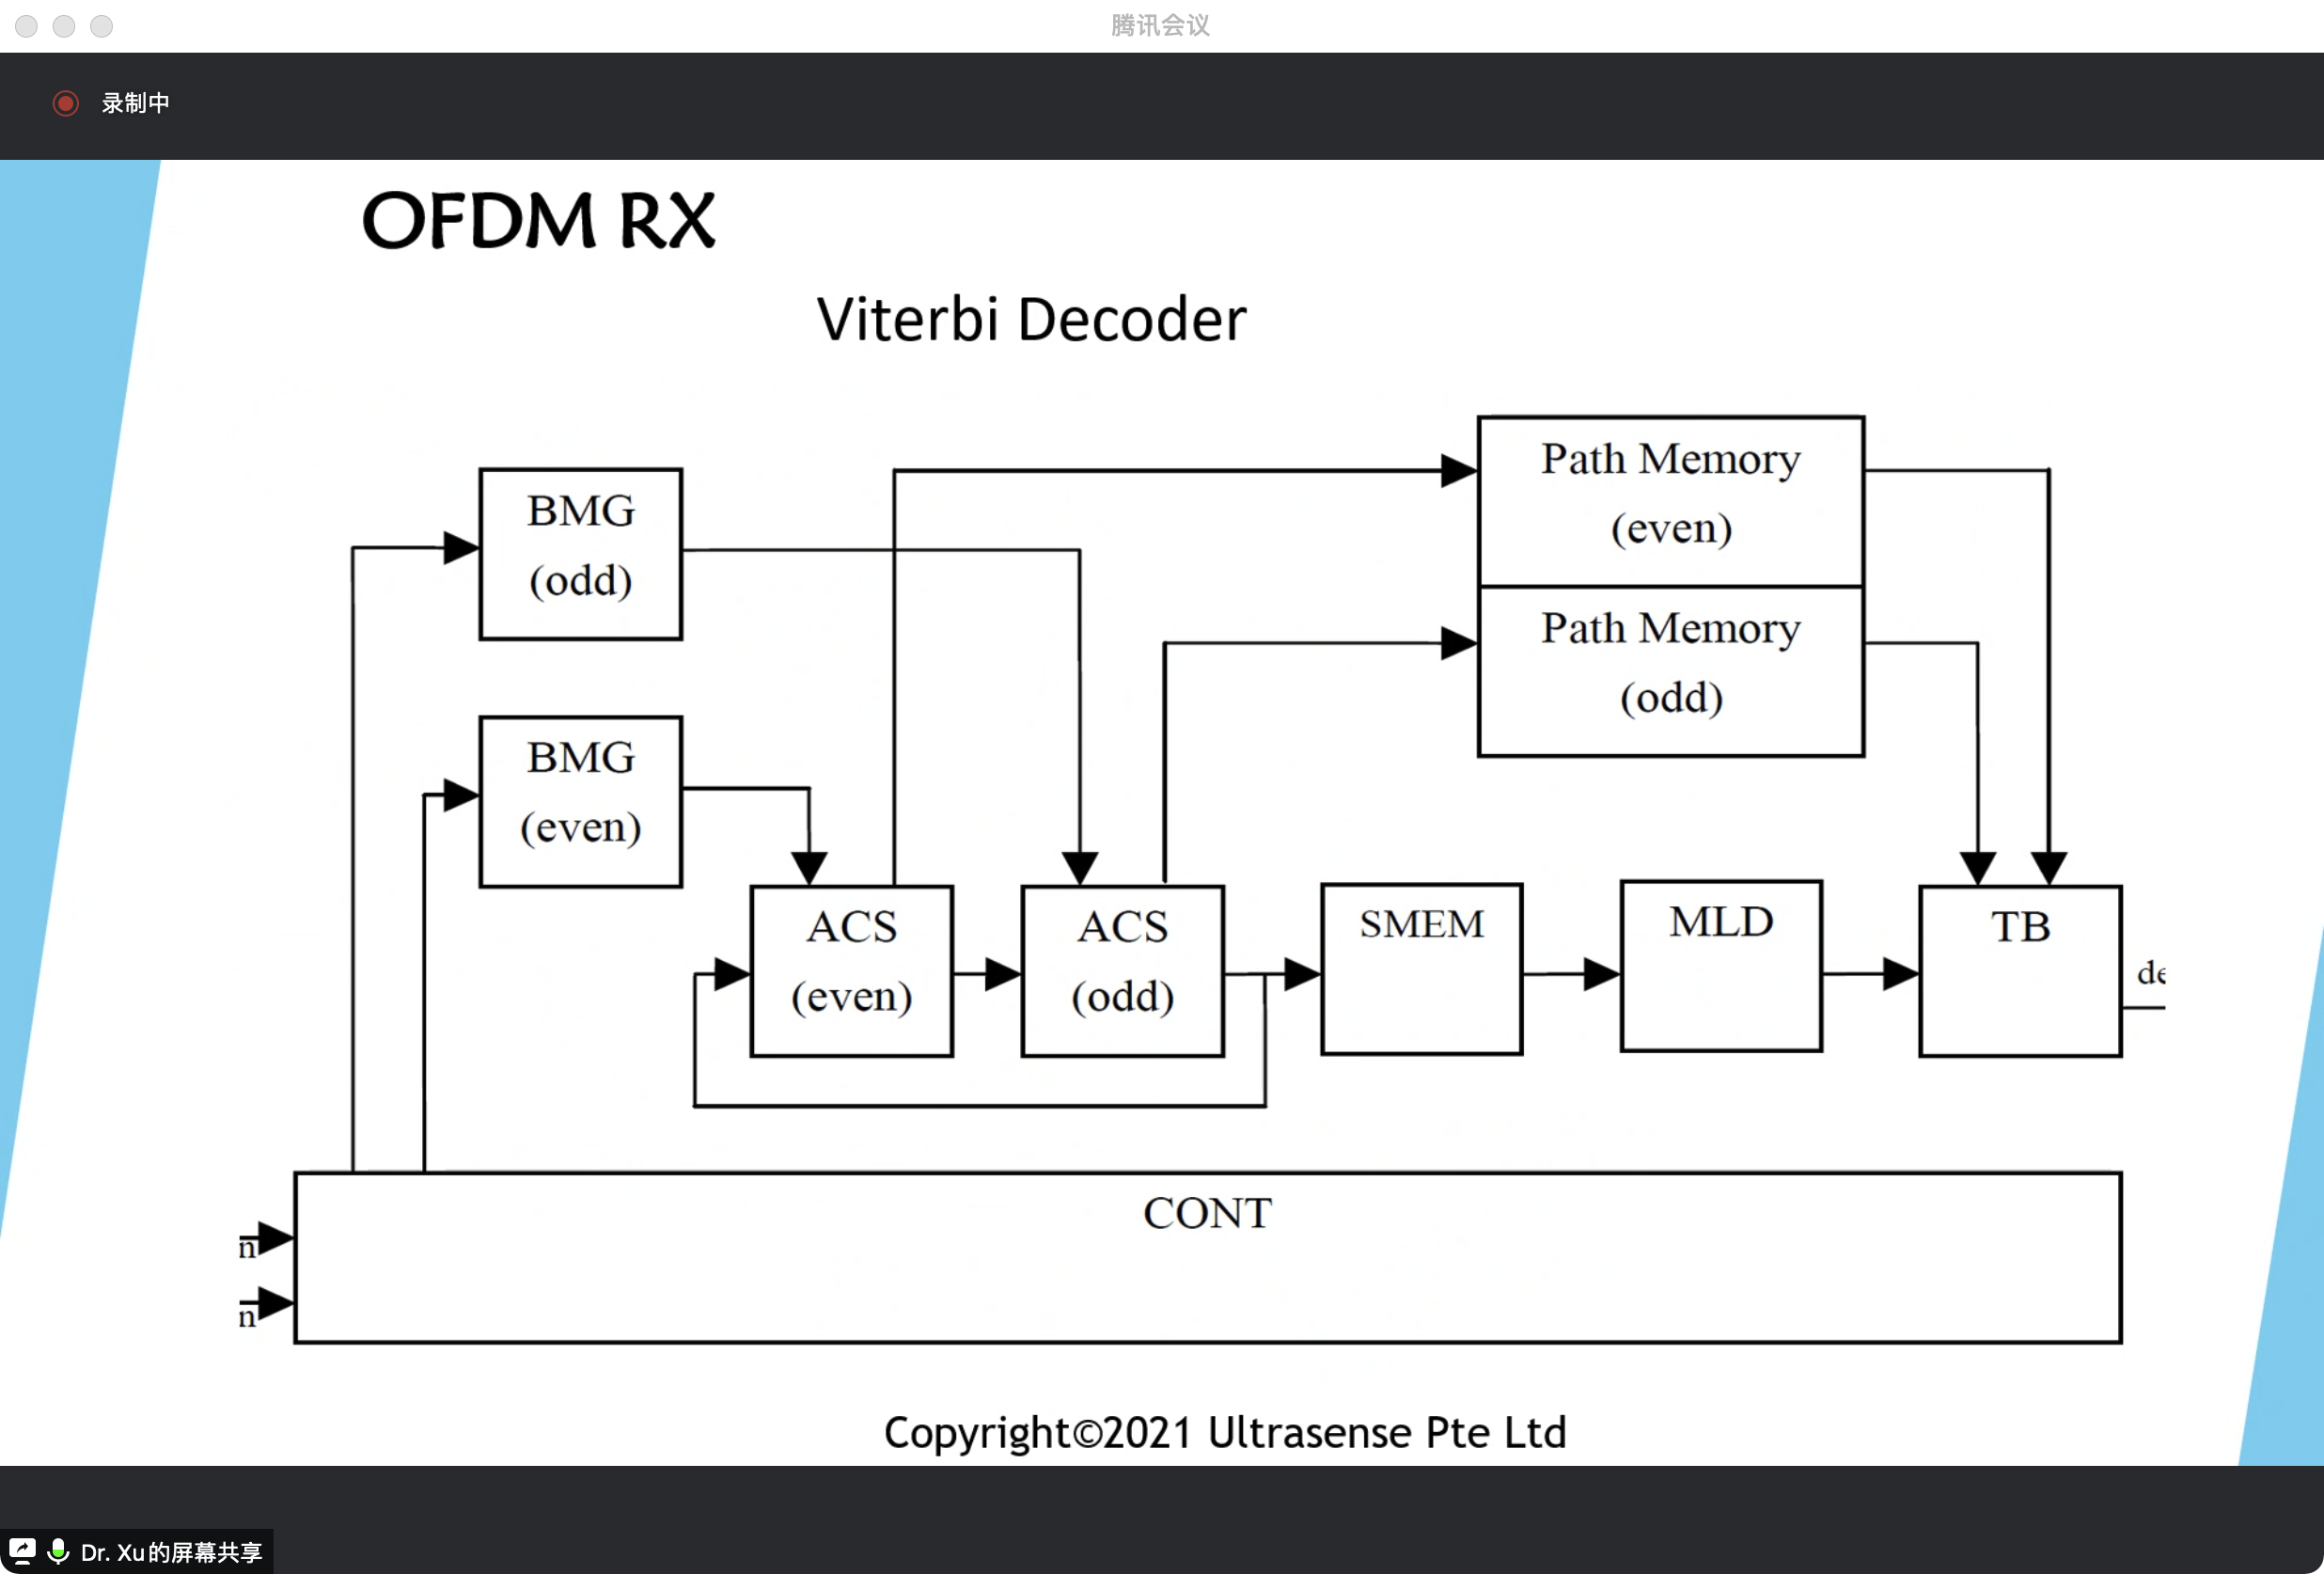 腾讯会议
录制中
OFDM RX
Viterbi Decoder
Path Memory
(even)
BMG
(odd)
Path Memory
(odd)
BMG
(even)
ACS
(even)
ACS
(odd)
SMEM
MLD
TB
de
CONT
n
n
Copyright©2021 Ultrasense Pte Ltd
Dr. Xu的屏幕共享